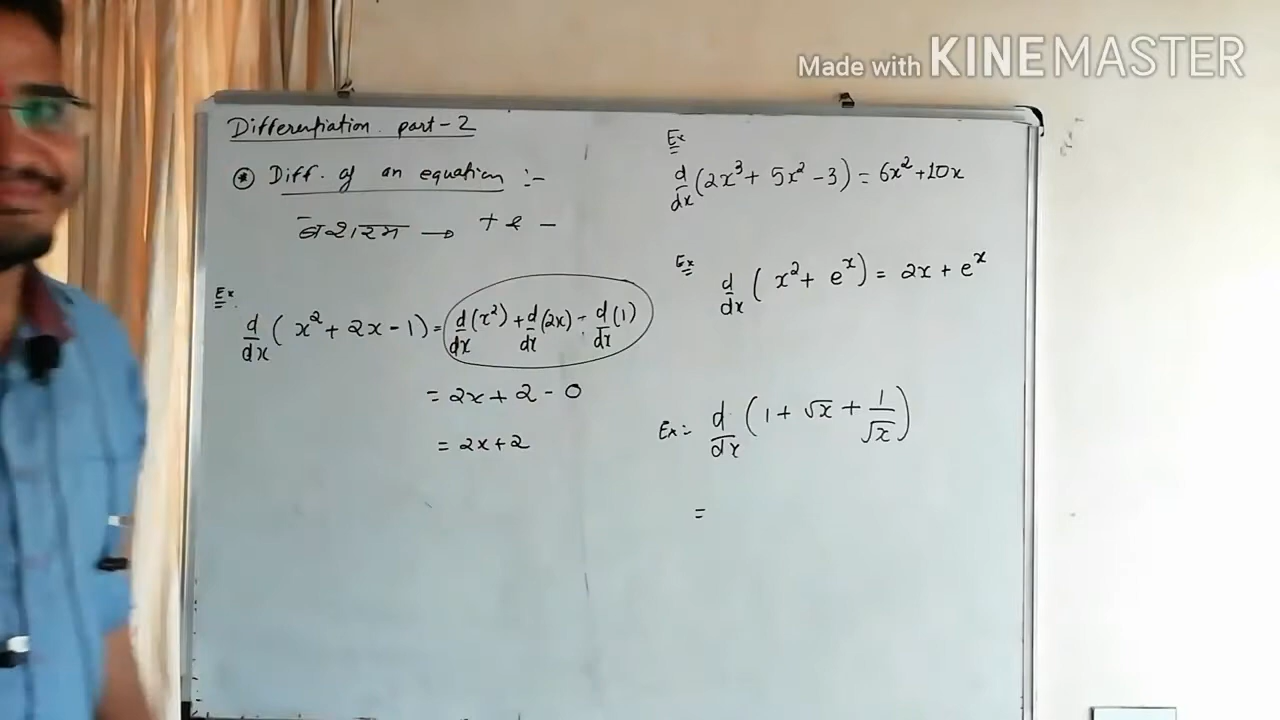 Made with KINEMASTER
Differentiation part-2
⊛ Diff. of an equation :-
→ + & -
Ex.
d/dx (x² + 2x - 1) = d/dx (x²) + d/dx (2x) - d/dx (1)
= 2x + 2 - 0
= 2x + 2
Ex
d/dx (2x³ + 5x² - 3) = 6x² + 10x
Ex
d/dx (x² + eˣ) = 2x + eˣ
Ex:- d/dx (1 + √x + 1/√x)
=